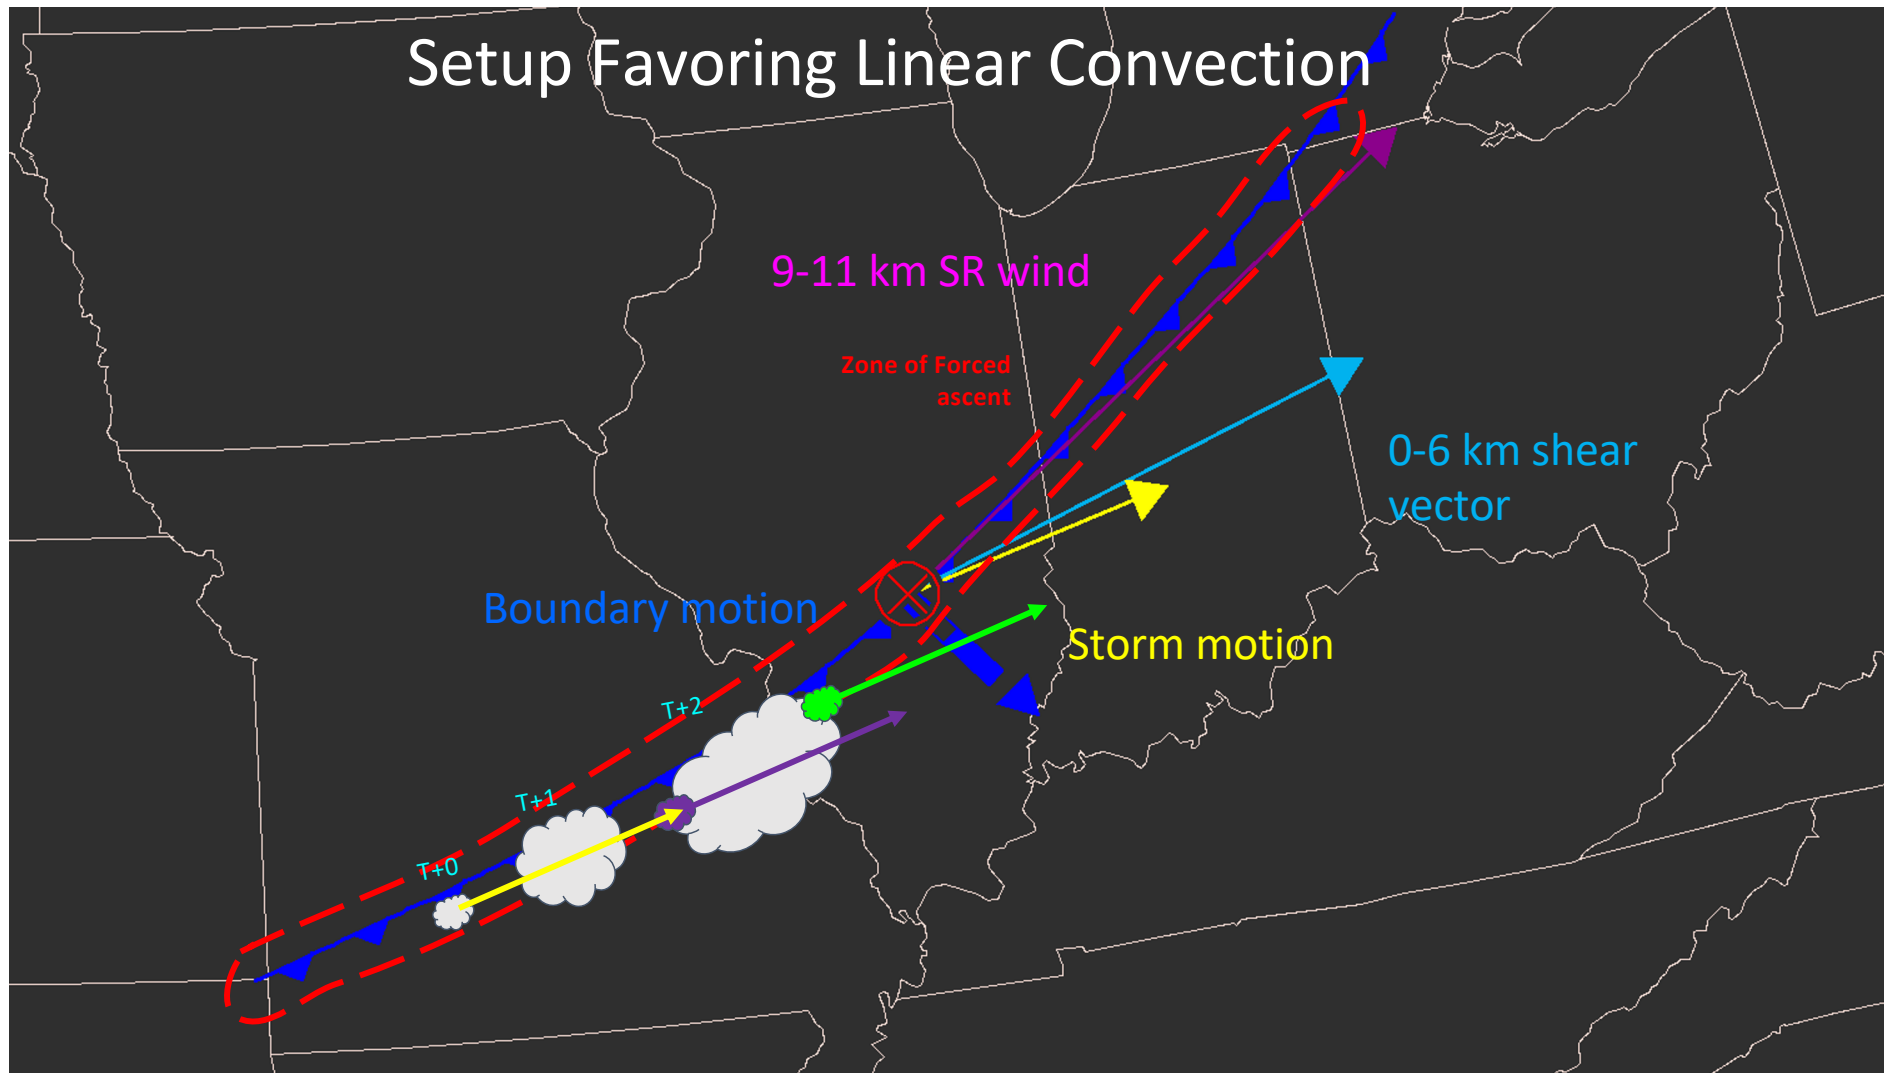 Setup Favoring Linear Convection
9-11 km SR wind
Zone of Forced
ascent
0-6 km shear
vector
Boundary motion
Storm motion
T+2
T+1
T+0